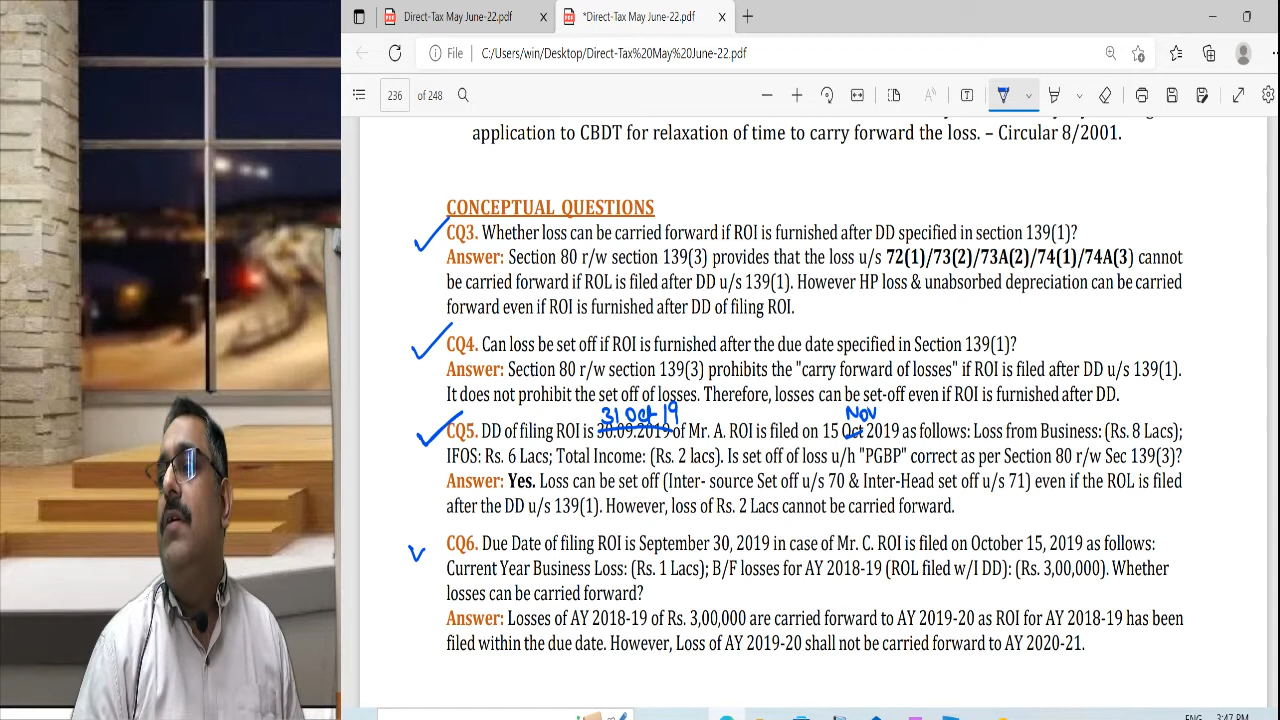 Direct-Tax May June-22.pdf
*Direct-Tax May June-22.pdf
File C:/Users/win/Desktop/Direct-Tax%20May%20June-22.pdf
236 of 248
application to CBDT for relaxation of time to carry forward the loss. – Circular 8/2001.
CONCEPTUAL QUESTIONS
CQ3. Whether loss can be carried forward if ROI is furnished after DD specified in section 139(1)?
Answer: Section 80 r/w section 139(3) provides that the loss u/s 72(1)/73(2)/73A(2)/74(1)/74A(3) cannot
be carried forward if ROL is filed after DD u/s 139(1). However HP loss & unabsorbed depreciation can be carried
forward even if ROI is furnished after DD of filing ROI.
CQ4. Can loss be set off if ROI is furnished after the due date specified in Section 139(1)?
Answer: Section 80 r/w section 139(3) prohibits the "carry forward of losses" if ROI is filed after DD u/s 139(1).
It does not prohibit the set off of losses. Therefore, losses can be set-off even if ROI is furnished after DD.
31 Oct 19 Nov
CQ5. DD of filing ROI is 30.09.2019 of Mr. A. ROI is filed on 15 Oct 2019 as follows: Loss from Business: (Rs. 8 Lacs);
IFOS: Rs. 6 Lacs; Total Income: (Rs. 2 lacs). Is set off of loss u/h "PGBP" correct as per Section 80 r/w Sec 139(3)?
Answer: Yes. Loss can be set off (Inter- source Set off u/s 70 & Inter-Head set off u/s 71) even if the ROL is filed
after the DD u/s 139(1). However, loss of Rs. 2 Lacs cannot be carried forward.
CQ6. Due Date of filing ROI is September 30, 2019 in case of Mr. C. ROI is filed on October 15, 2019 as follows:
Current Year Business Loss: (Rs. 1 Lacs); B/F losses for AY 2018-19 (ROL filed w/I DD): (Rs. 3,00,000). Whether
losses can be carried forward?
Answer: Losses of AY 2018-19 of Rs. 3,00,000 are carried forward to AY 2019-20 as ROI for AY 2018-19 has been
filed within the due date. However, Loss of AY 2019-20 shall not be carried forward to AY 2020-21.